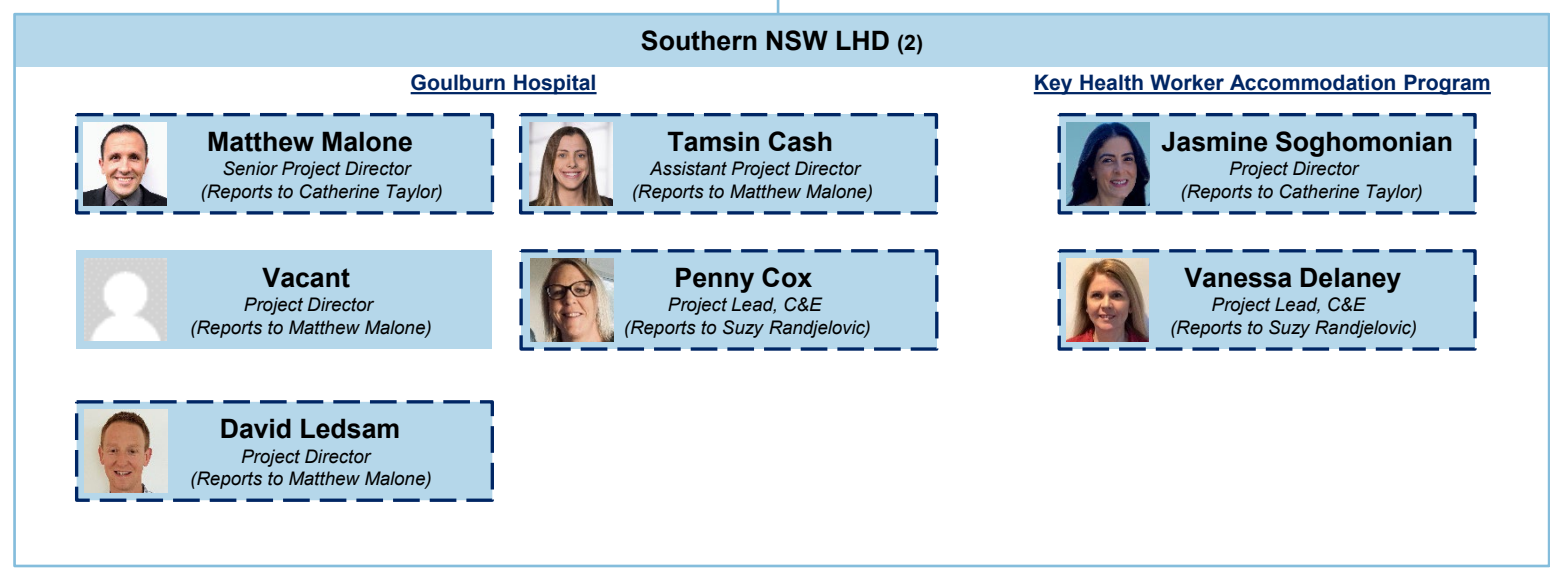 Southern NSW LHD (2)
Goulburn Hospital
Matthew Malone
Senior Project Director
(Reports to Catherine Taylor)
Tamsin Cash
Assistant Project Director
(Reports to Matthew Malone)
Vacant
Project Director
(Reports to Matthew Malone)
Penny Cox
Project Lead, C&E
(Reports to Suzy Randjelovic)
David Ledsam
Project Director
(Reports to Matthew Malone)
Key Health Worker Accommodation Program
Jasmine Soghomonian
Project Director
(Reports to Catherine Taylor)
Vanessa Delaney
Project Lead, C&E
(Reports to Suzy Randjelovic)